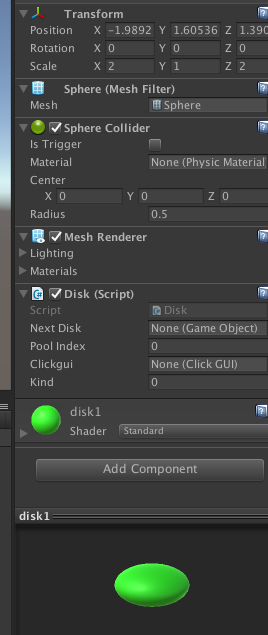 Transform
Position X -1.9892 Y 1.60536 Z 1.390
Rotation X 0 Y 0 Z 0
Scale X 2 Y 1 Z 2
Sphere (Mesh Filter)
Mesh Sphere
Sphere Collider
Is Trigger
Material None (Physic Material
Center
X 0 Y 0 Z 0
Radius 0.5
Mesh Renderer
Lighting
Materials
Disk (Script)
Script Disk
Next Disk None (Game Object)
Pool Index 0
Clickgui None (Click GUI)
Kind 0
disk1
Shader Standard
Add Component
disk1